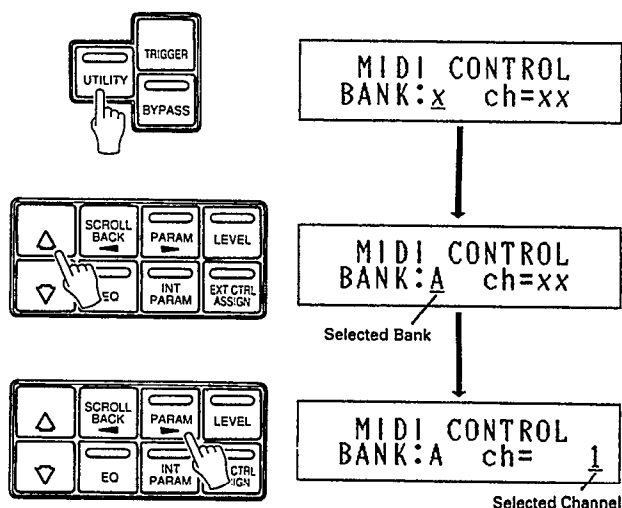 TRIGGER
UTILITY
BYPASS
MIDI CONTROL
BANK:x ch=xx
SCROLL BACK
PARAM
LEVEL
EQ
INT PARAM
EXT CTRL ASSIGN
MIDI CONTROL
BANK:A ch=xx
Selected Bank
SCROLL BACK
PARAM
LEVEL
EQ
INT PARAM
MIDI CONTROL
BANK:A ch= 1
Selected Channel